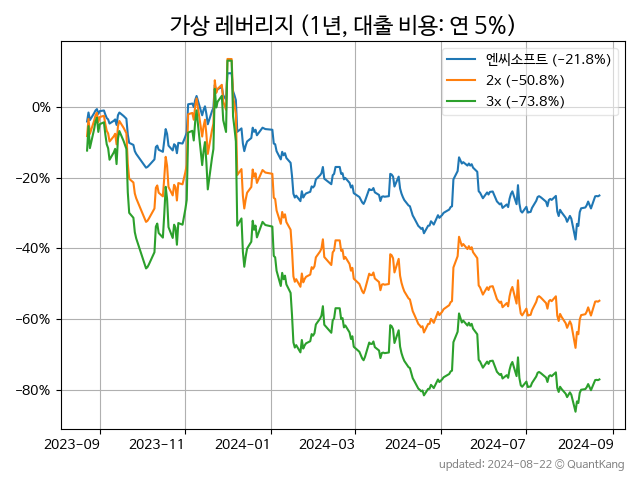 가상 레버리지 (1년, 대출 비용: 연 5%)
엔씨소프트 (−21.8%)
2x (−50.8%)
3x (−73.8%)
0%
−20%
−40%
−60%
−80%
2023-09 2023-11 2024-01 2024-03 2024-05 2024-07 2024-09
updated: 2024-08-22 © QuantKang